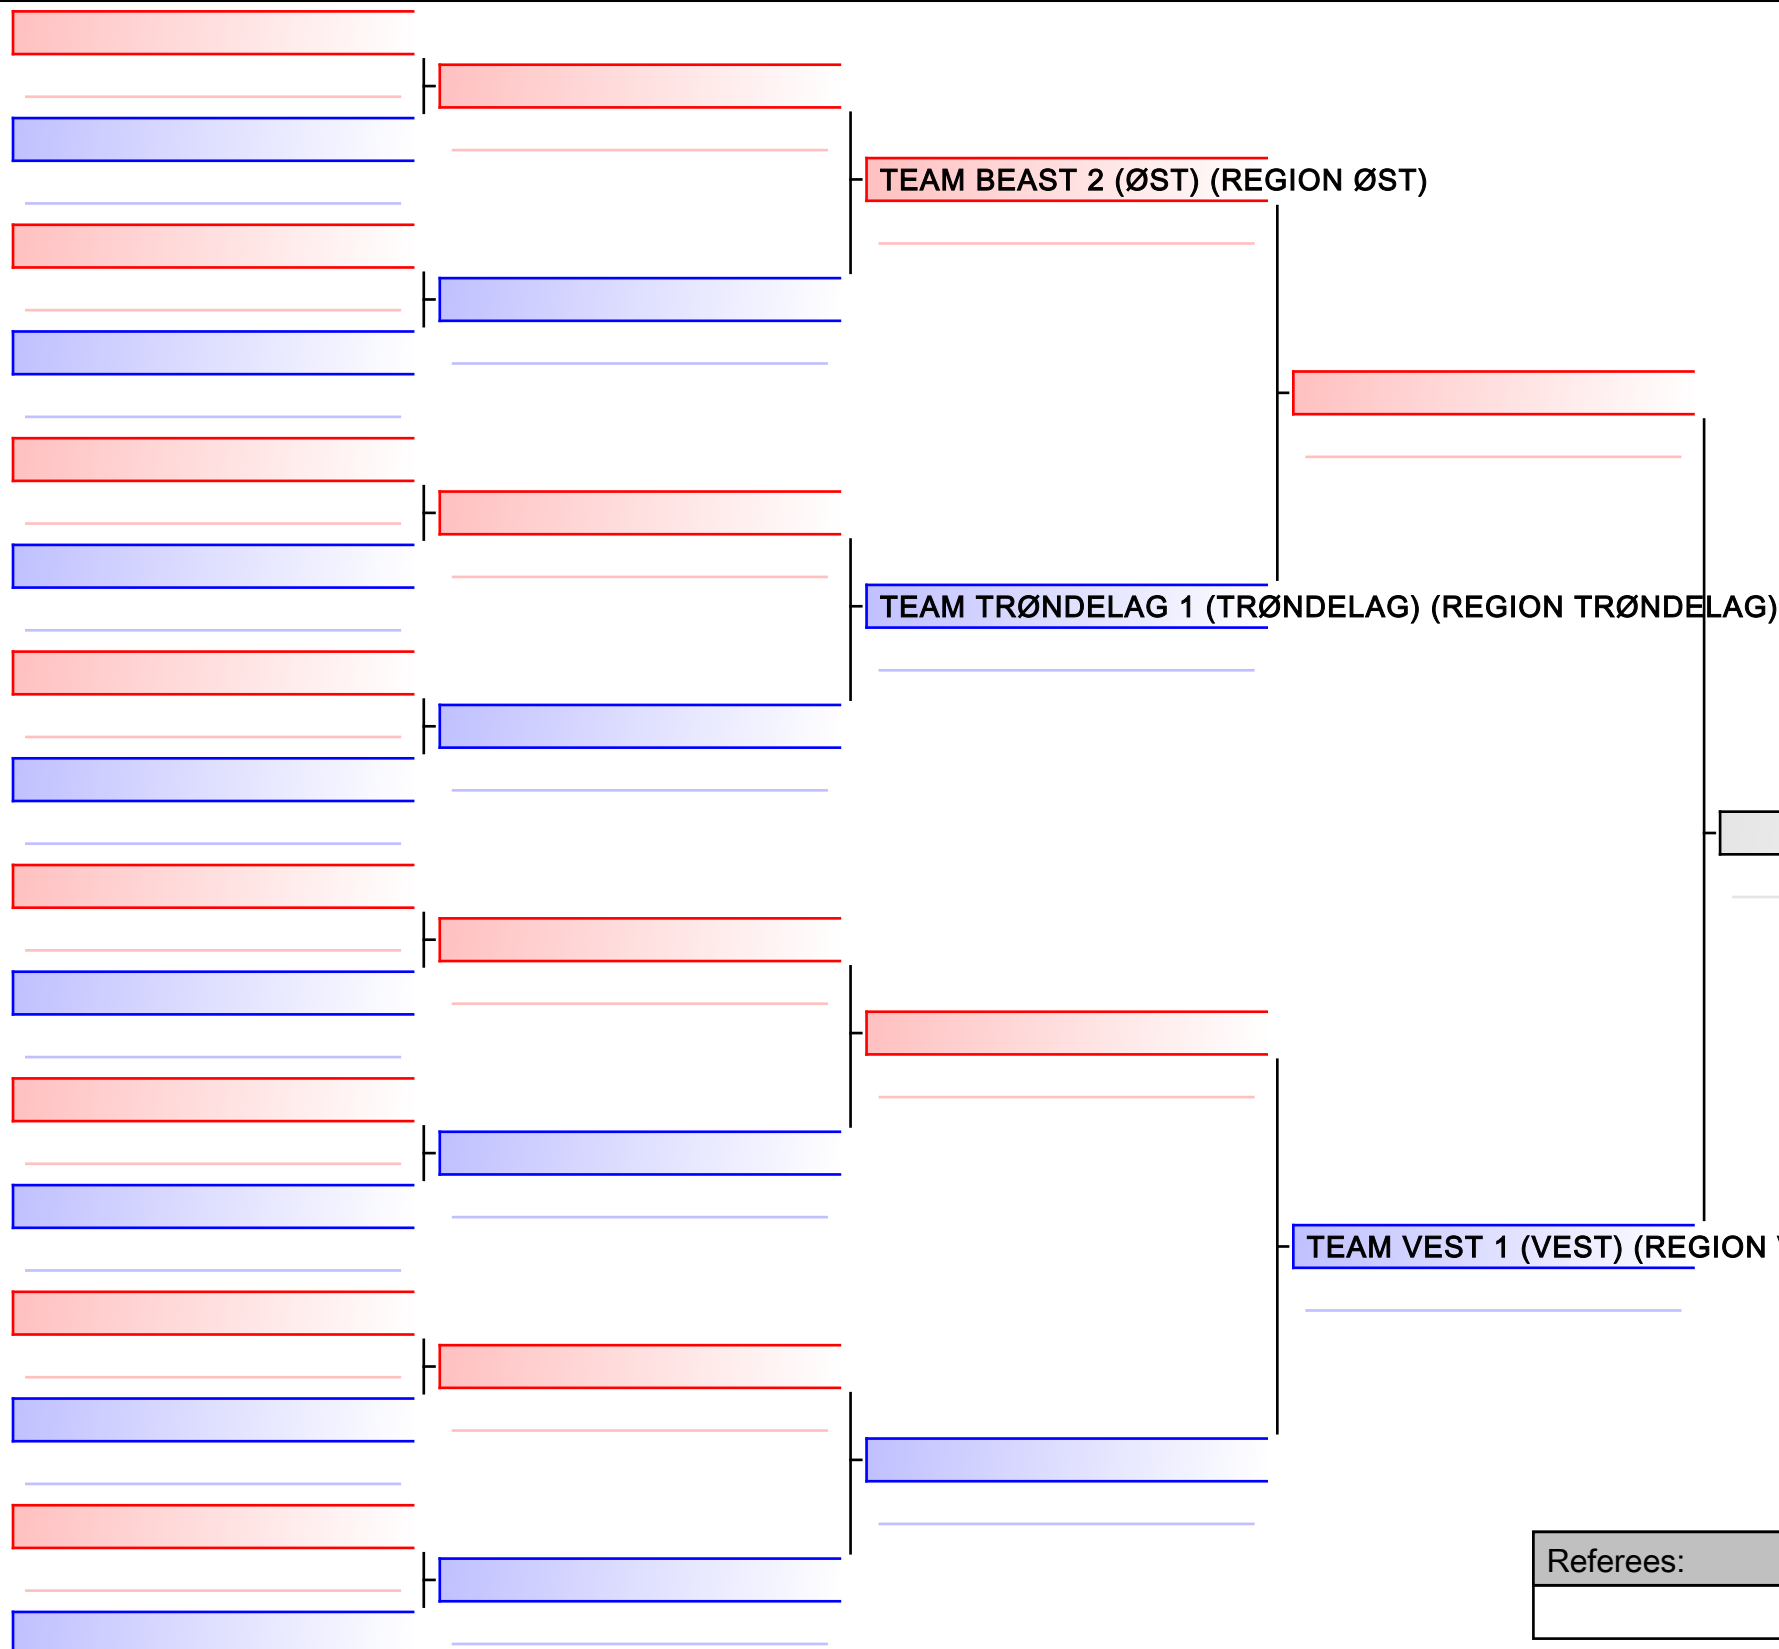 TEAM BEAST 2 (ØST) (REGION ØST)
TEAM TRØNDELAG 1 (TRØNDELAG) (REGION TRØNDELAG)
TEAM VEST 1 (VEST) (REGION
Referees: